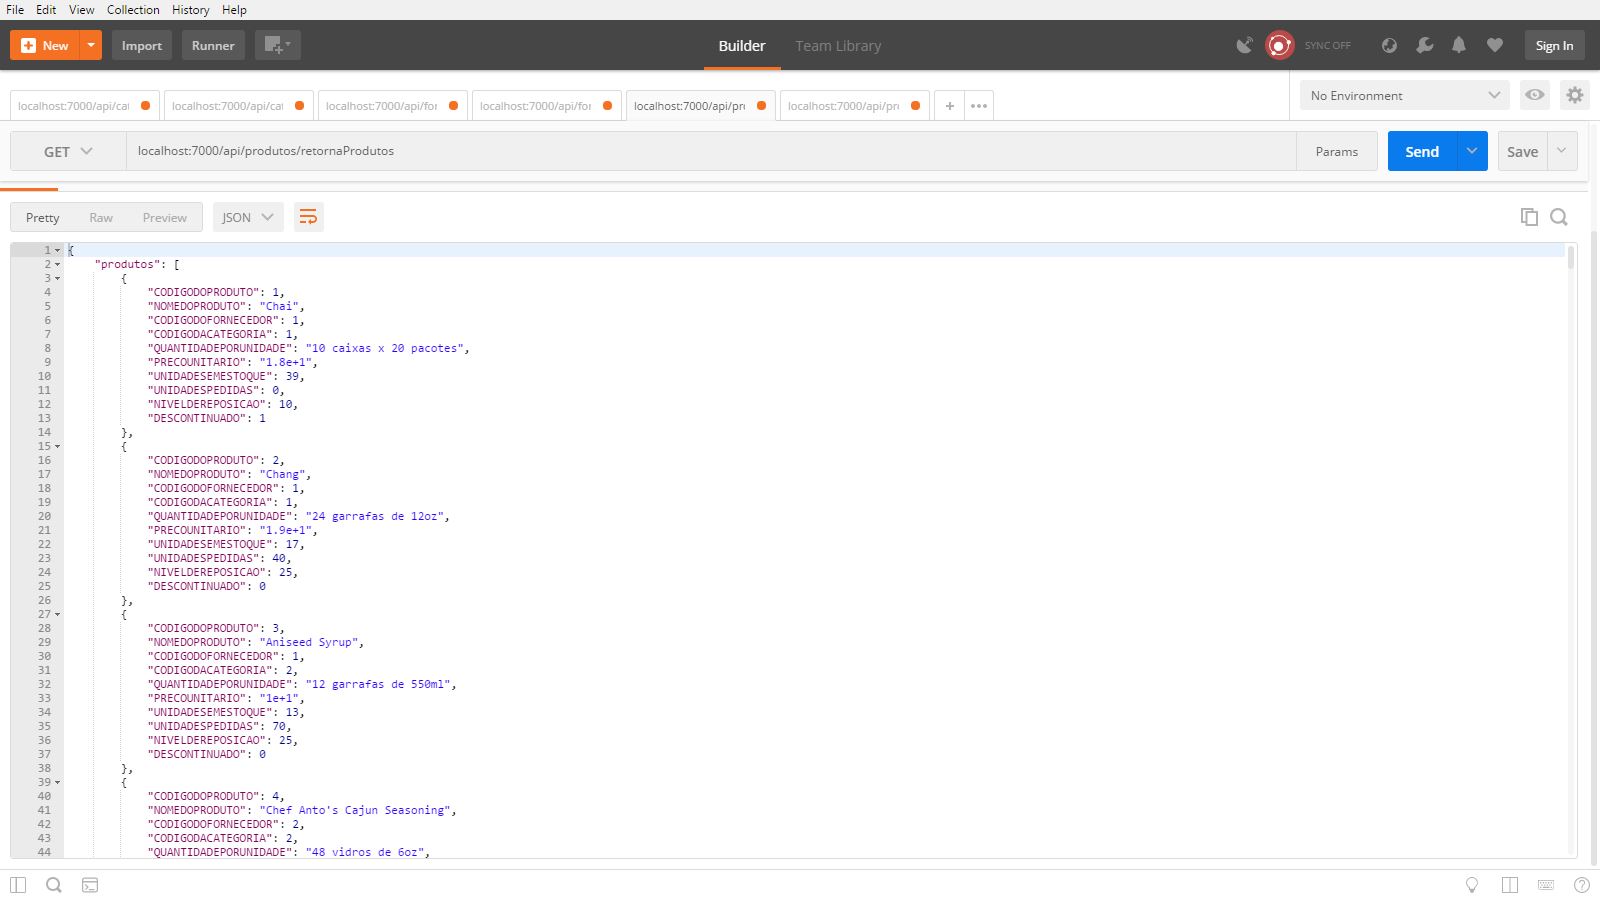 File Edit View Collection History Help
New Import Runner Builder Team Library SYNC OFF Sign In
localhost:7000/api/cat localhost:7000/api/cat localhost:7000/api/for localhost:7000/api/for localhost:7000/api/pro localhost:7000/api/pro + ••• No Environment
GET localhost:7000/api/produtos/retornaProdutos Params Send Save
Pretty Raw Preview JSON
1 {
2 "produtos": [
3 {
4 "CODIGODOPRODUTO": 1,
5 "NOMEDOPRODUTO": "Chai",
6 "CODIGODOFORNECEDOR": 1,
7 "CODIGODACATEGORIA": 1,
8 "QUANTIDADEPORUNIDADE": "10 caixas x 20 pacotes",
9 "PRECOUNITARIO": "1.8e+1",
10 "UNIDADESEMESTOQUE": 39,
11 "UNIDADESPEDIDAS": 0,
12 "NIVELDEREPOSICAO": 10,
13 "DESCONTINUADO": 1
14 },
15 {
16 "CODIGODOPRODUTO": 2,
17 "NOMEDOPRODUTO": "Chang",
18 "CODIGODOFORNECEDOR": 1,
19 "CODIGODACATEGORIA": 1,
20 "QUANTIDADEPORUNIDADE": "24 garrafas de 12oz",
21 "PRECOUNITARIO": "1.9e+1",
22 "UNIDADESEMESTOQUE": 17,
23 "UNIDADESPEDIDAS": 40,
24 "NIVELDEREPOSICAO": 25,
25 "DESCONTINUADO": 0
26 },
27 {
28 "CODIGODOPRODUTO": 3,
29 "NOMEDOPRODUTO": "Aniseed Syrup",
30 "CODIGODOFORNECEDOR": 1,
31 "CODIGODACATEGORIA": 2,
32 "QUANTIDADEPORUNIDADE": "12 garrafas de 550ml",
33 "PRECOUNITARIO": "1e+1",
34 "UNIDADESEMESTOQUE": 13,
35 "UNIDADESPEDIDAS": 70,
36 "NIVELDEREPOSICAO": 25,
37 "DESCONTINUADO": 0
38 },
39 {
40 "CODIGODOPRODUTO": 4,
41 "NOMEDOPRODUTO": "Chef Anto's Cajun Seasoning",
42 "CODIGODOFORNECEDOR": 2,
43 "CODIGODACATEGORIA": 2,
44 "QUANTIDADEPORUNIDADE": "48 vidros de 6oz",